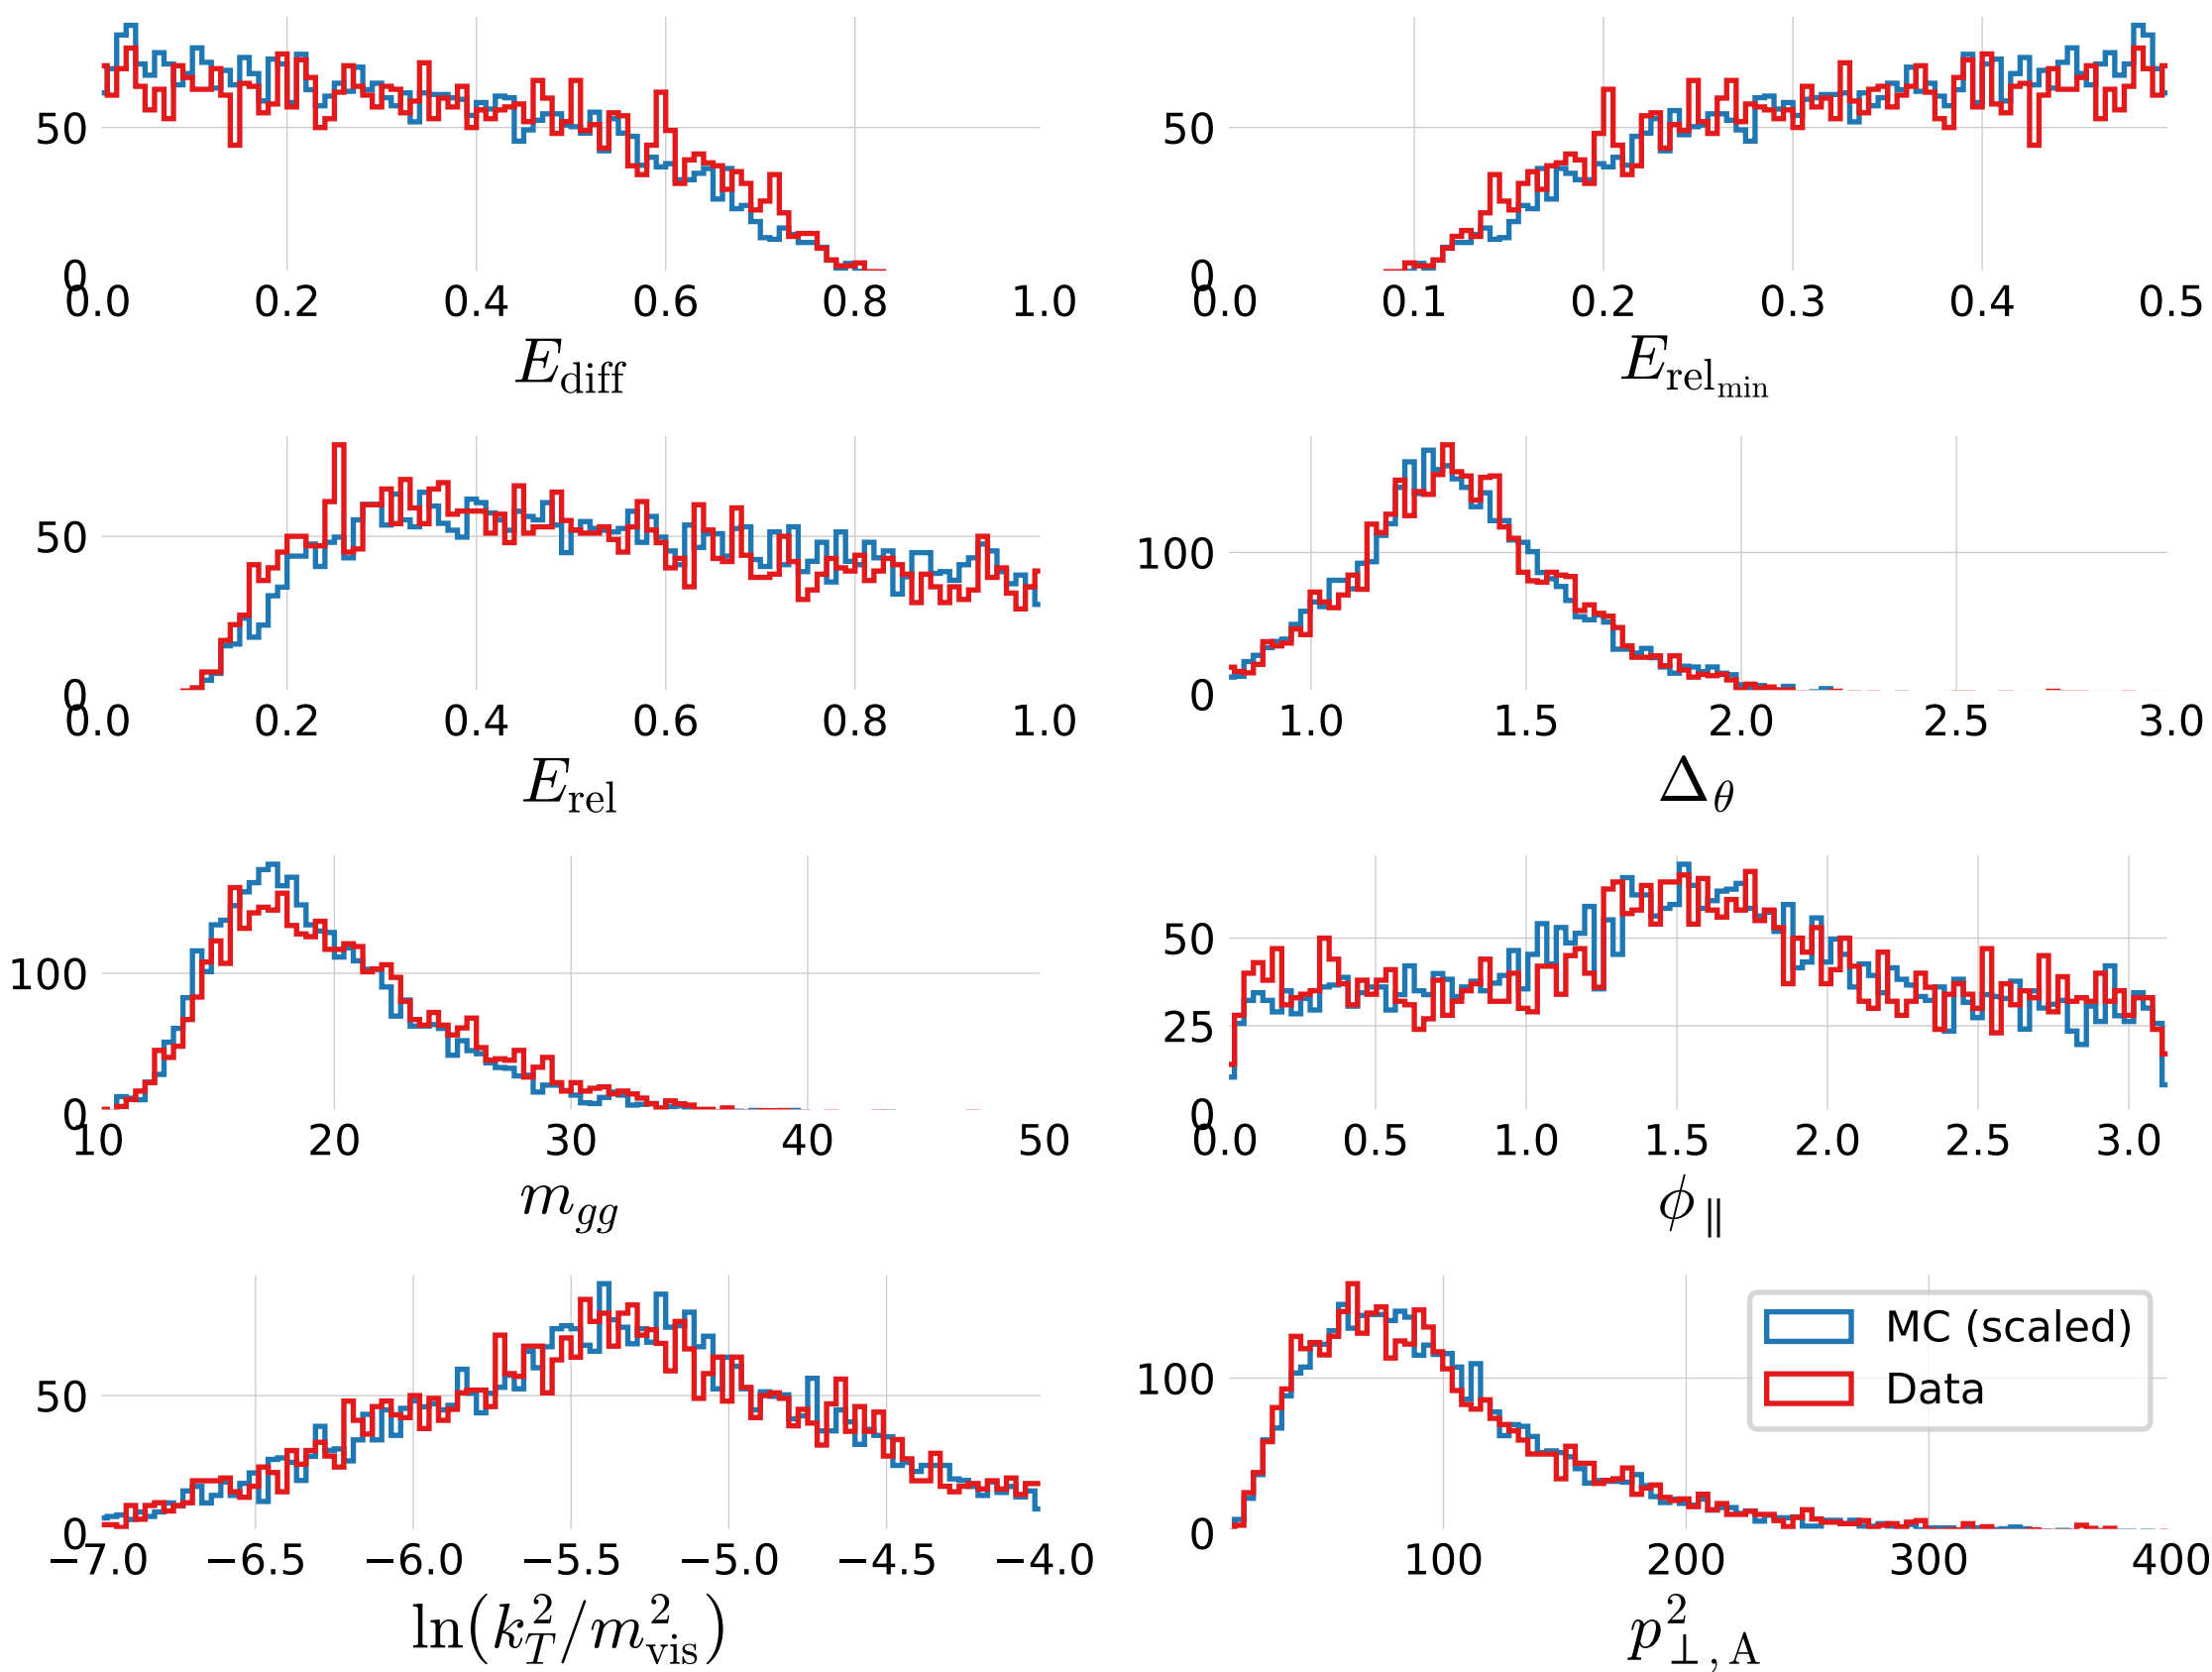 50
0
0.0 0.2 0.4 0.6 0.8 1.0
E_diff
50
0
0.0 0.1 0.2 0.3 0.4 0.5
E_rel_min
50
0
0.0 0.2 0.4 0.6 0.8 1.0
E_rel
100
0
1.0 1.5 2.0 2.5 3.0
Δ_θ
100
0
10 20 30 40 50
m_gg
50
25
0
0.0 0.5 1.0 1.5 2.0 2.5 3.0
ϕ_∥
50
0
−7.0 −6.5 −6.0 −5.5 −5.0 −4.5 −4.0
ln(k_T^2/m_vis^2)
MC (scaled)
Data
100
0
100 200 300 400
p_⊥,A^2